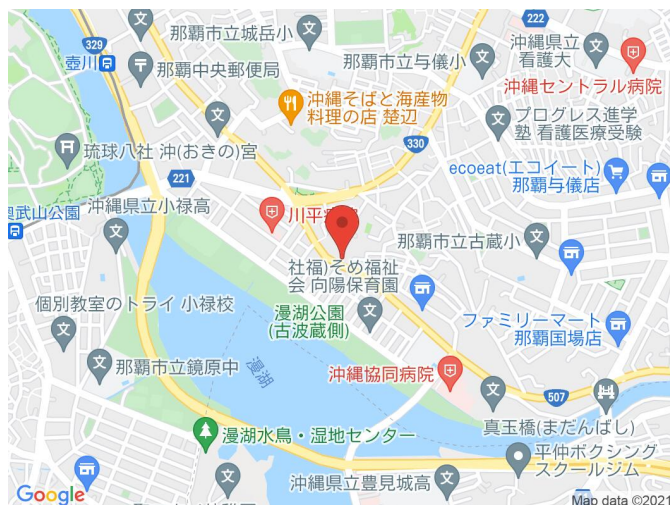 那覇市立城岳小
那覇市立与儀小
222
沖縄県立
看護大
329
壺川
那覇中央郵便局
沖縄セントラル病院
沖縄そばと海産物
料理の店 楚辺
プログレス進学
塾 看護医療受験
330
琉球八社 沖(おきの)宮
ecoeat(エコイート)
那覇与儀店
221
奥武山公園
沖縄県立小禄高
川平
那覇市立古蔵小
社福)そめ福祉
会 向陽保育園
個別教室のトライ 小禄校
漫湖公園
(古波蔵側)
ファミリーマート
那覇国場店
那覇市立鏡原中
漫湖
沖縄協同病院
507
真玉橋(まだんばし)
漫湖水鳥・湿地センター
平仲ボクシング
スクールジム
沖縄県立豊見城高
Google
Map data ©2021